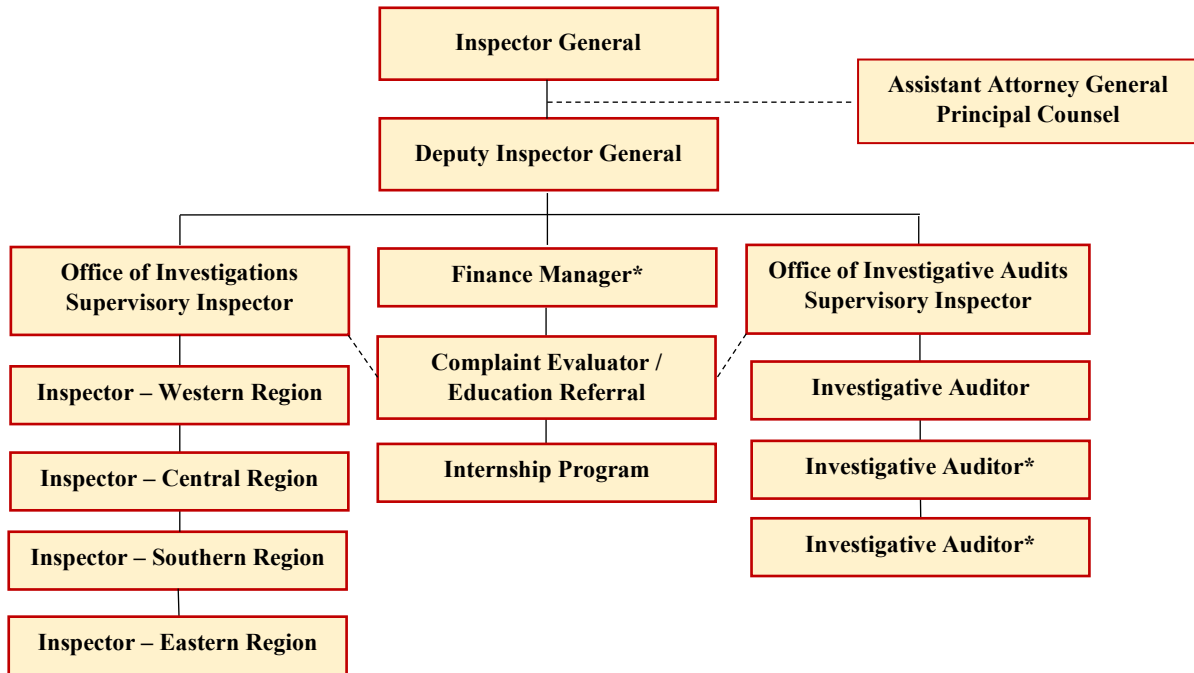 Inspector General
Assistant Attorney General
Principal Counsel
Deputy Inspector General
Office of Investigations
Supervisory Inspector
Finance Manager*
Office of Investigative Audits
Supervisory Inspector
Inspector – Western Region
Complaint Evaluator /
Education Referral
Investigative Auditor
Inspector – Central Region
Internship Program
Investigative Auditor*
Inspector – Southern Region
Investigative Auditor*
Inspector – Eastern Region